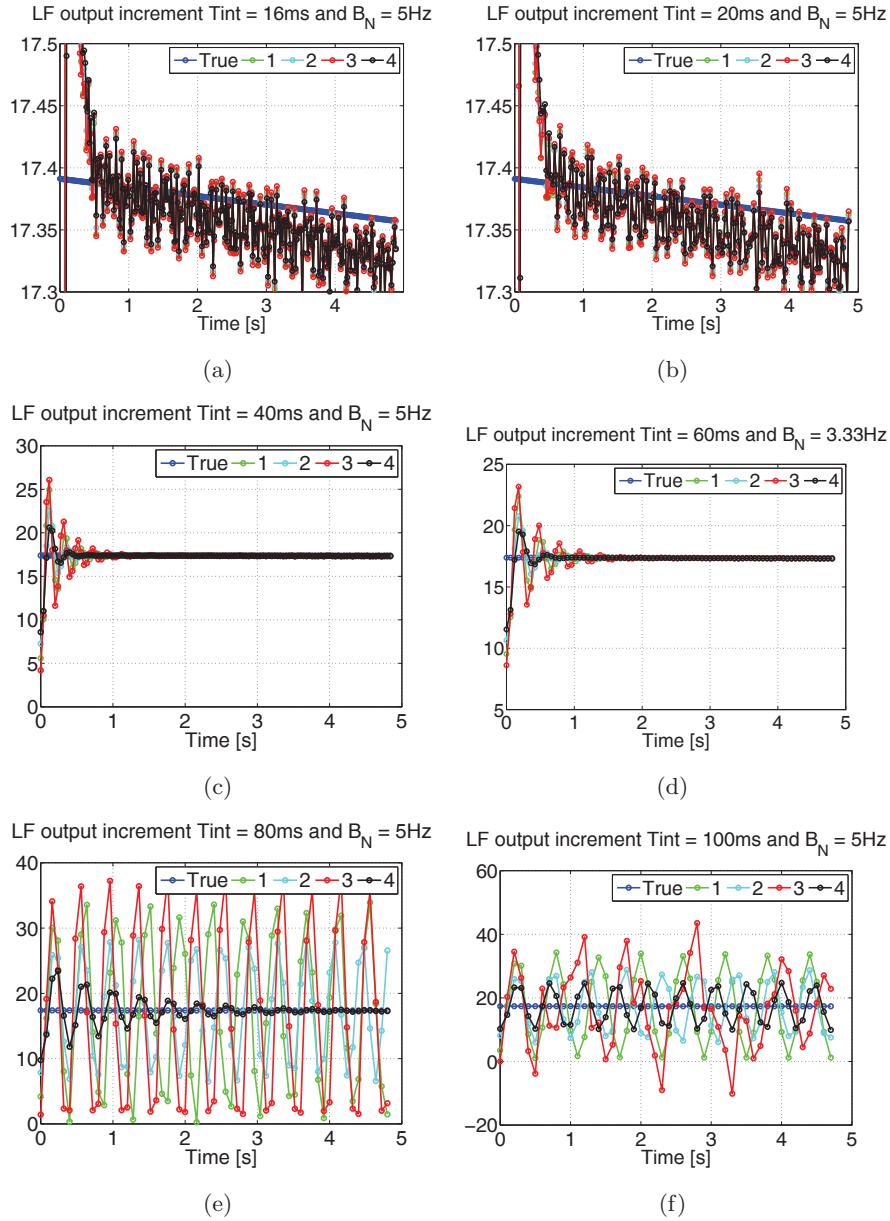 LF output increment Tint = 16ms and B_N = 5Hz
17.5
17.45
17.4
17.35
17.3
0 1 2 3 4
Time [s]
True 1 2 3 4
(a)
LF output increment Tint = 20ms and B_N = 5Hz
17.5
17.45
17.4
17.35
17.3
0 1 2 3 4 5
Time [s]
True 1 2 3 4
(b)
LF output increment Tint = 40ms and B_N = 5Hz
30
25
20
15
10
5
0
0 1 2 3 4 5
Time [s]
True 1 2 3 4
(c)
LF output increment Tint = 60ms and B_N = 3.33Hz
25
20
15
10
5
0 1 2 3 4 5
Time [s]
True 1 2 3 4
(d)
LF output increment Tint = 80ms and B_N = 5Hz
40
30
20
10
0
0 1 2 3 4 5
Time [s]
True 1 2 3 4
(e)
LF output increment Tint = 100ms and B_N = 5Hz
60
40
20
0
−20
0 1 2 3 4 5
Time [s]
True 1 2 3 4
(f)